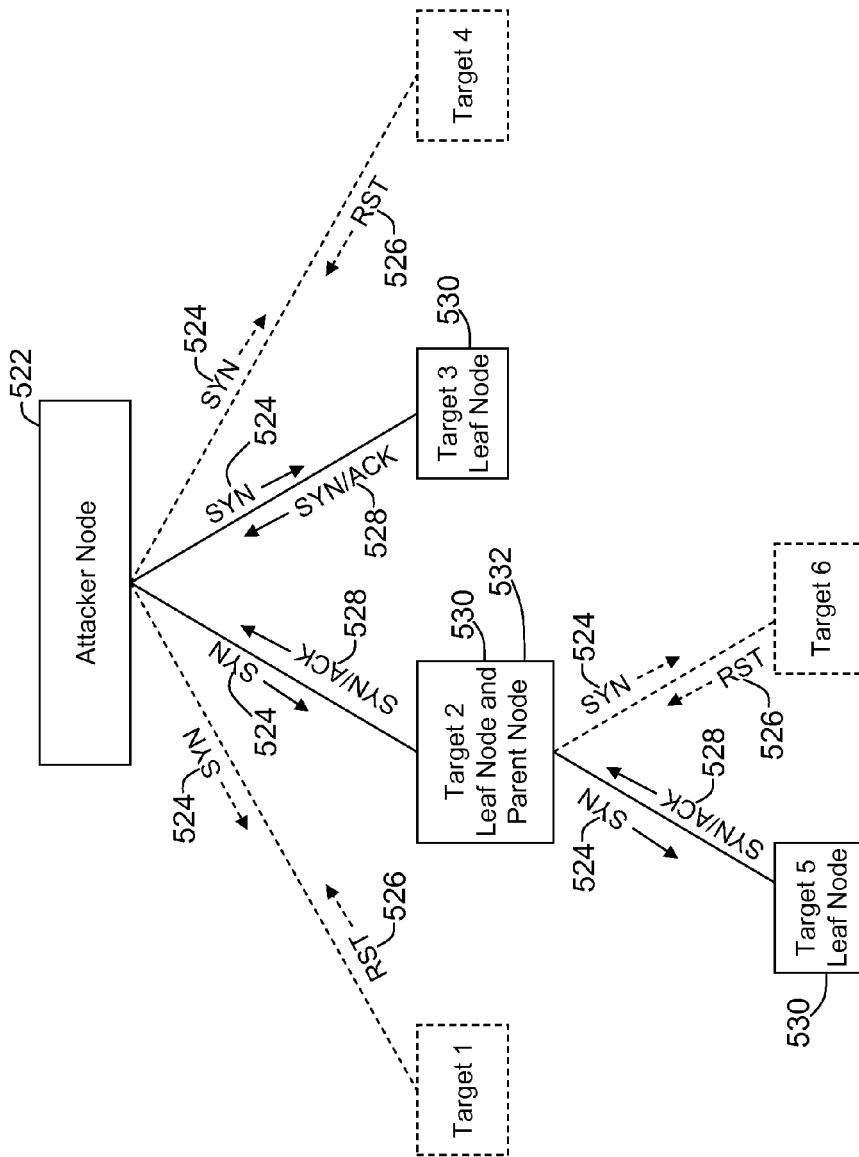 522
Attacker Node
524
SYN
RST
526
Target 1
SYN
524
SYN/ACK
528
SYN
524
SYN/ACK
528
SYN
524
RST
526
Target 4
530
Target 3
Leaf Node
530
532
Target 2
Leaf Node and
Parent Node
524
SYN
SYN/ACK
528
SYN
524
RST
526
530
Target 5
Leaf Node
Target 6